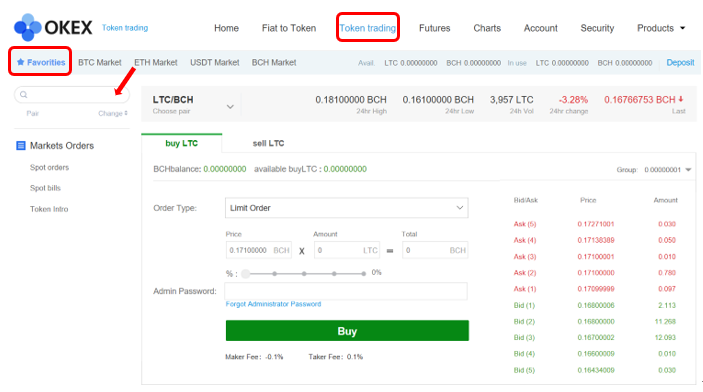 OKEX Token trading Home Fiat to Token Token trading Futures Charts Account Security Products
Favorities BTC Market ETH Market USDT Market BCH Market Avail. LTC 0.00000000 BCH 0.00000000 In use LTC 0.00000000 BCH 0.00000000 Deposit
Pair Change
LTC/BCH 0.18100000 BCH 0.16100000 BCH 3,957 LTC -3.28% 0.16766753 BCH
Choose pair 24hr High 24hr Low 24h Vol 24hr change Last
Markets Orders
Spot orders
Spot bills
Token Intro
buy LTC sell LTC
BCHbalance: 0.00000000 available buyLTC : 0.00000000 Group: 0.00000001
Order Type: Limit Order
Price Amount Total
0.17100000 BCH X 0 LTC = 0 BCH
% : 0%
Admin Password:
Forgot Administrator Password
Buy
Maker Fee: -0.1% Taker Fee: 0.1%
Bid/Ask Price Amount
Ask (5) 0.17271001 0.030
Ask (4) 0.17138389 0.050
Ask (3) 0.17100001 0.010
Ask (2) 0.17100000 0.780
Ask (1) 0.17099999 0.097
Bid (1) 0.16800006 2.113
Bid (2) 0.16800000 11.268
Bid (3) 0.16700002 12.093
Bid (4) 0.16600009 0.010
Bid (5) 0.16434009 0.030